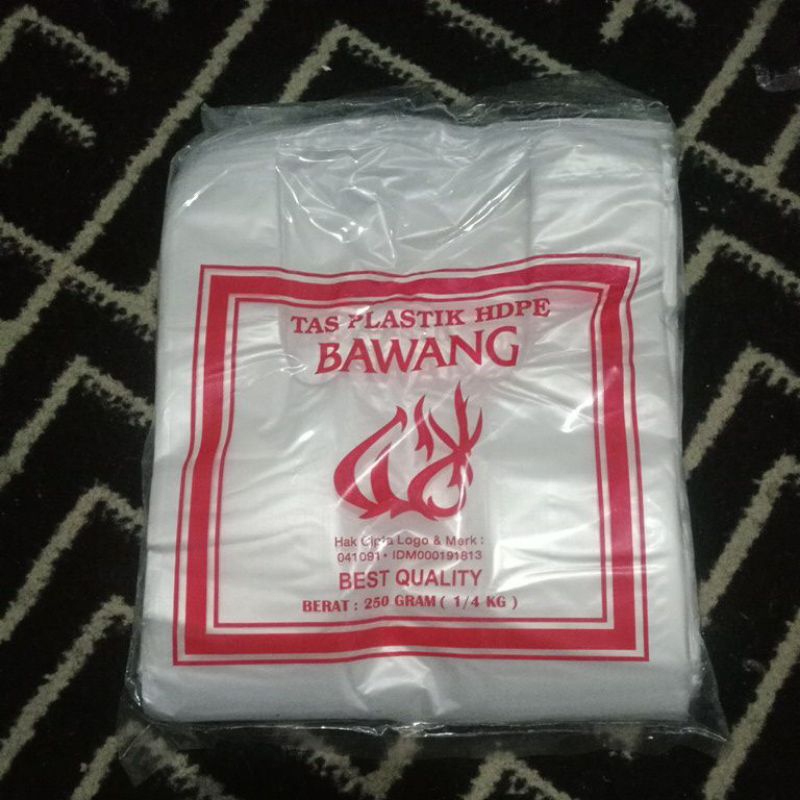 TAS PLASTIK HDPE
BAWANG
Hak Cipta Logo & Merk :
041091 • IDM000191813
BEST QUALITY
BERAT : 250 GRAM ( 1/4 KG )